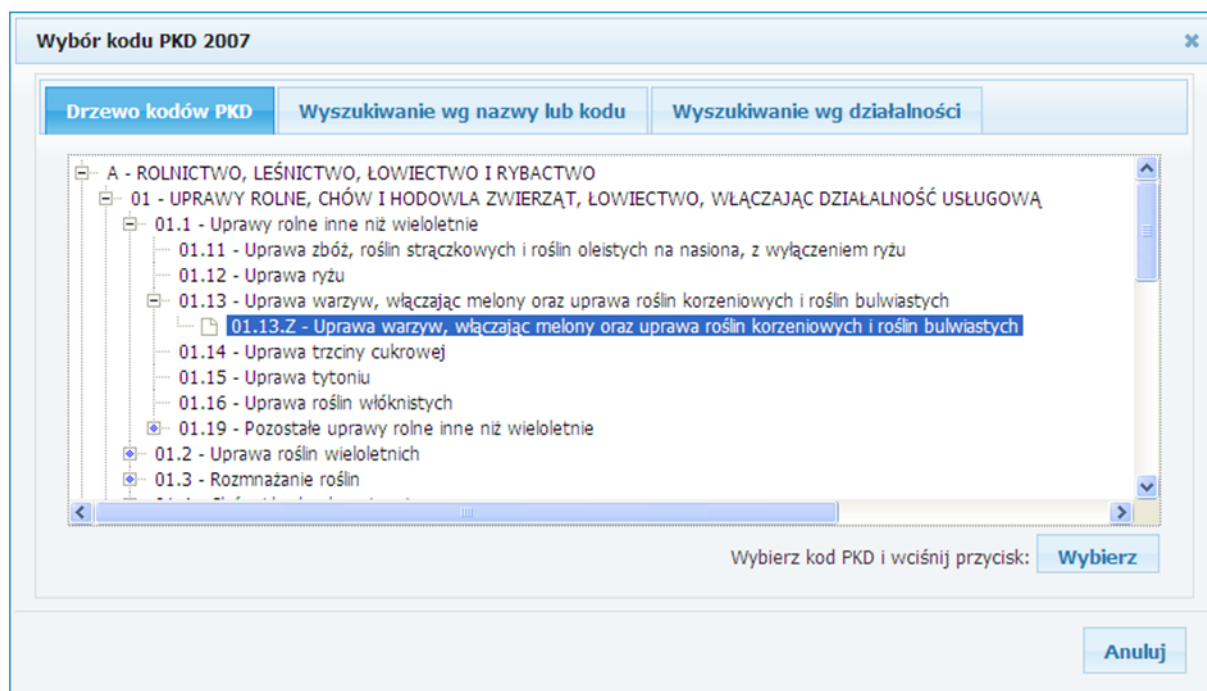 Wybór kodu PKD 2007
Drzewo kodów PKD
Wyszukiwanie wg nazwy lub kodu
Wyszukiwanie wg działalności
A - ROLNICTWO, LEŚNICTWO, ŁOWIECTWO I RYBACTWO
01 - UPRAWY ROLNE, CHÓW I HODOWLA ZWIERZĄT, ŁOWIECTWO, WŁĄCZAJĄC DZIAŁALNOŚĆ USŁUGOWĄ
01.1 - Uprawy rolne inne niż wieloletnie
01.11 - Uprawa zbóż, roślin strączkowych i roślin oleistych na nasiona, z wyłączeniem ryżu
01.12 - Uprawa ryżu
01.13 - Uprawa warzyw, włączając melony oraz uprawa roślin korzeniowych i roślin bulwiastych
01.13.Z - Uprawa warzyw, włączając melony oraz uprawa roślin korzeniowych i roślin bulwiastych
01.14 - Uprawa trzciny cukrowej
01.15 - Uprawa tytoniu
01.16 - Uprawa roślin włóknistych
01.19 - Pozostałe uprawy rolne inne niż wieloletnie
01.2 - Uprawa roślin wieloletnich
01.3 - Rozmnażanie roślin
Wybierz kod PKD i wciśnij przycisk:
Wybierz
Anuluj